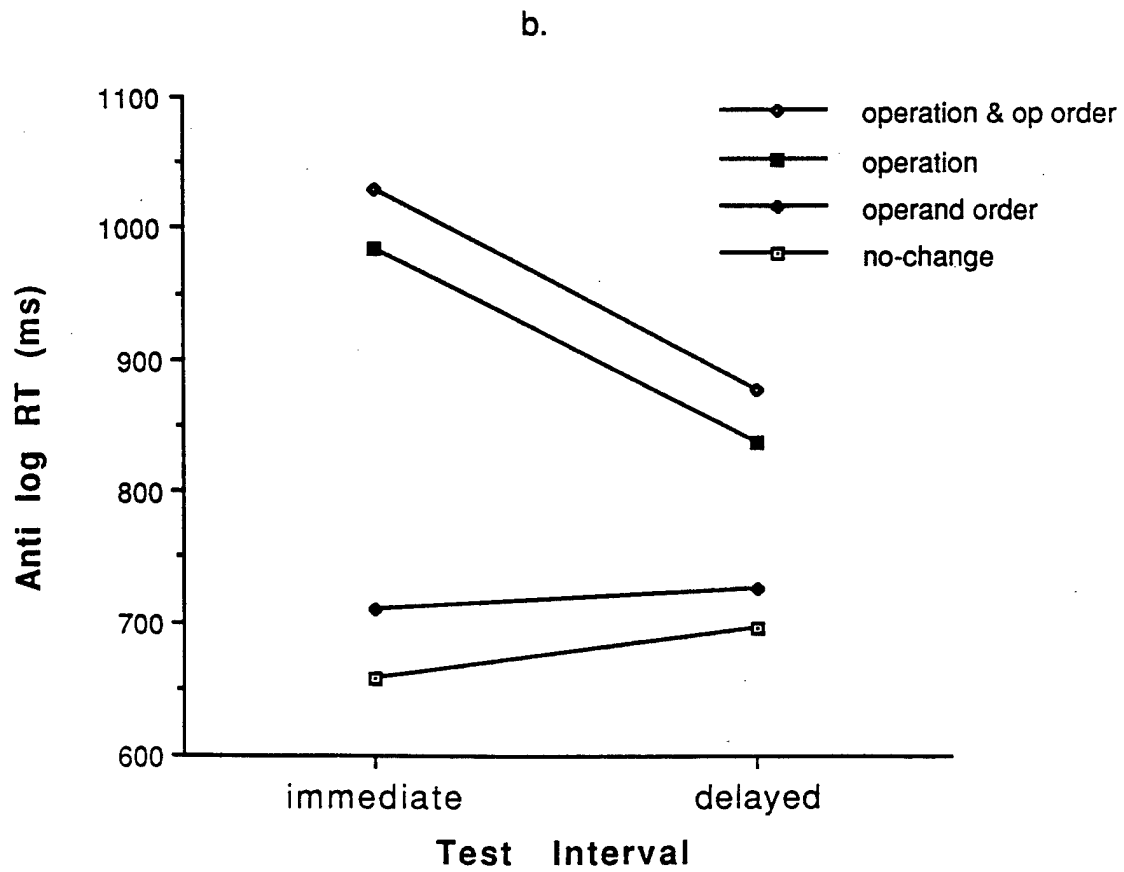 b.
1100
1000
900
800
700
600
Anti log RT (ms)
operation & op order
operation
operand order
no-change
immediate delayed
Test Interval